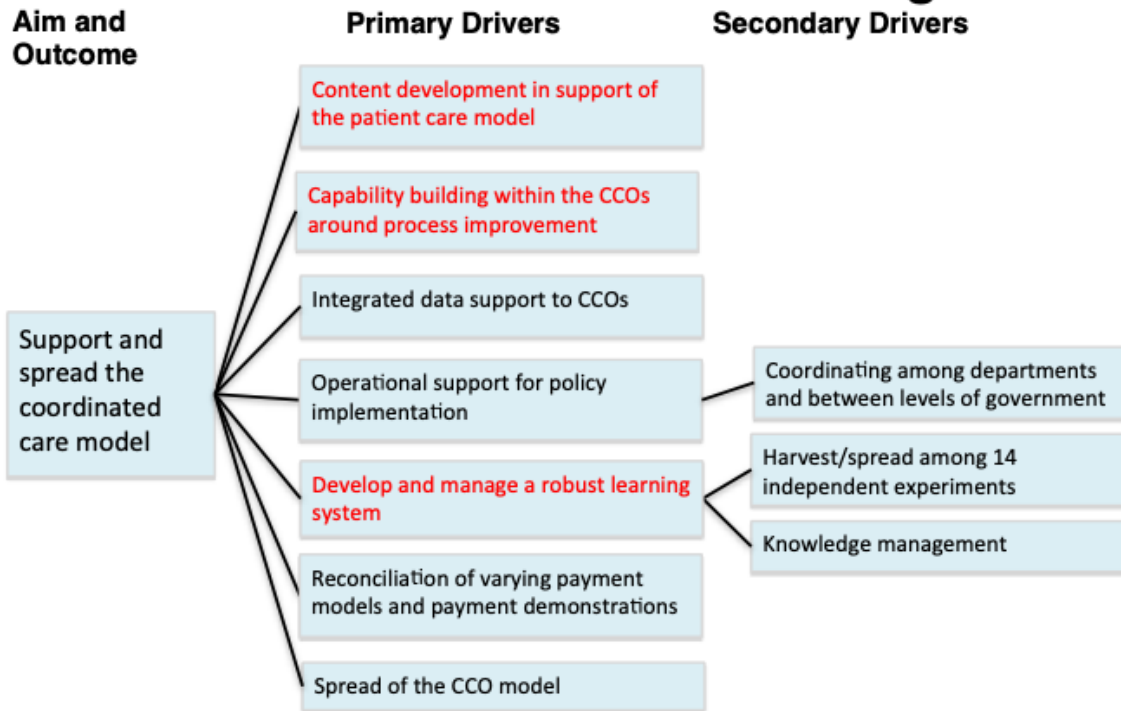 Aim and
Outcome
Primary Drivers
Secondary Drivers
Content development in support of
the patient care model
Capability building within the CCOs
around process improvement
Integrated data support to CCOs
Support and
spread the
coordinated
care model
Operational support for policy
implementation
Coordinating among departments
and between levels of government
Develop and manage a robust learning
system
Harvest/spread among 14
independent experiments
Knowledge management
Reconciliation of varying payment
models and payment demonstrations
Spread of the CCO model